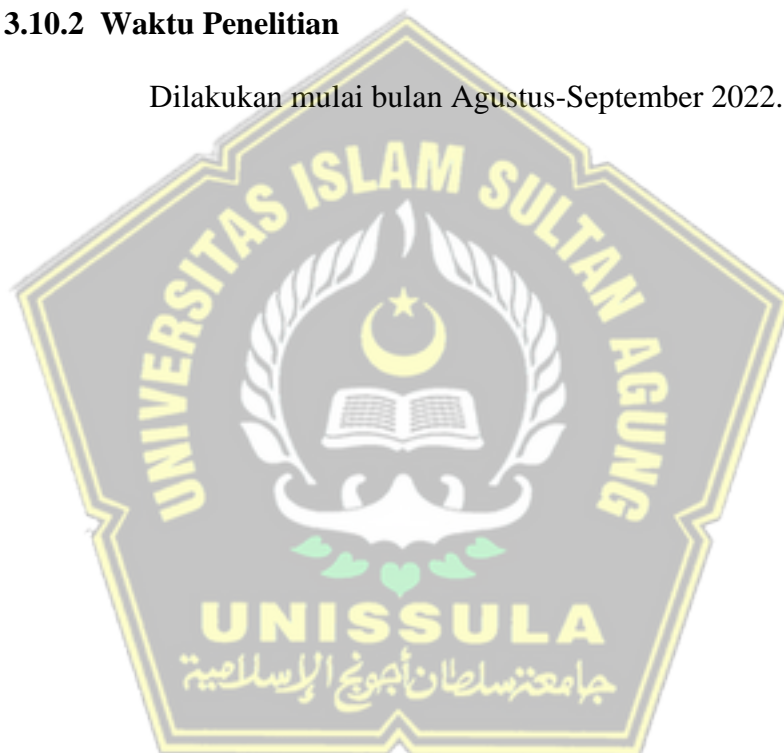 3.10.2 Waktu Penelitian
Dilakukan mulai bulan Agustus-September 2022.
UNIVERSITAS ISLAM SULTAN AGUNG
UNISSULA
جامعة سلطان أجونج الإسلامية